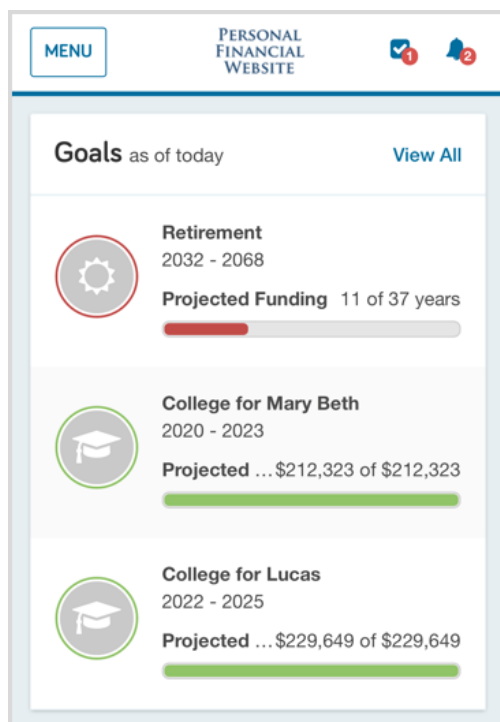 MENU
PERSONAL
FINANCIAL
WEBSITE
1
2
Goals as of today
View All
Retirement
2032 - 2068
Projected Funding 11 of 37 years
College for Mary Beth
2020 - 2023
Projected ...$212,323 of $212,323
College for Lucas
2022 - 2025
Projected ...$229,649 of $229,649